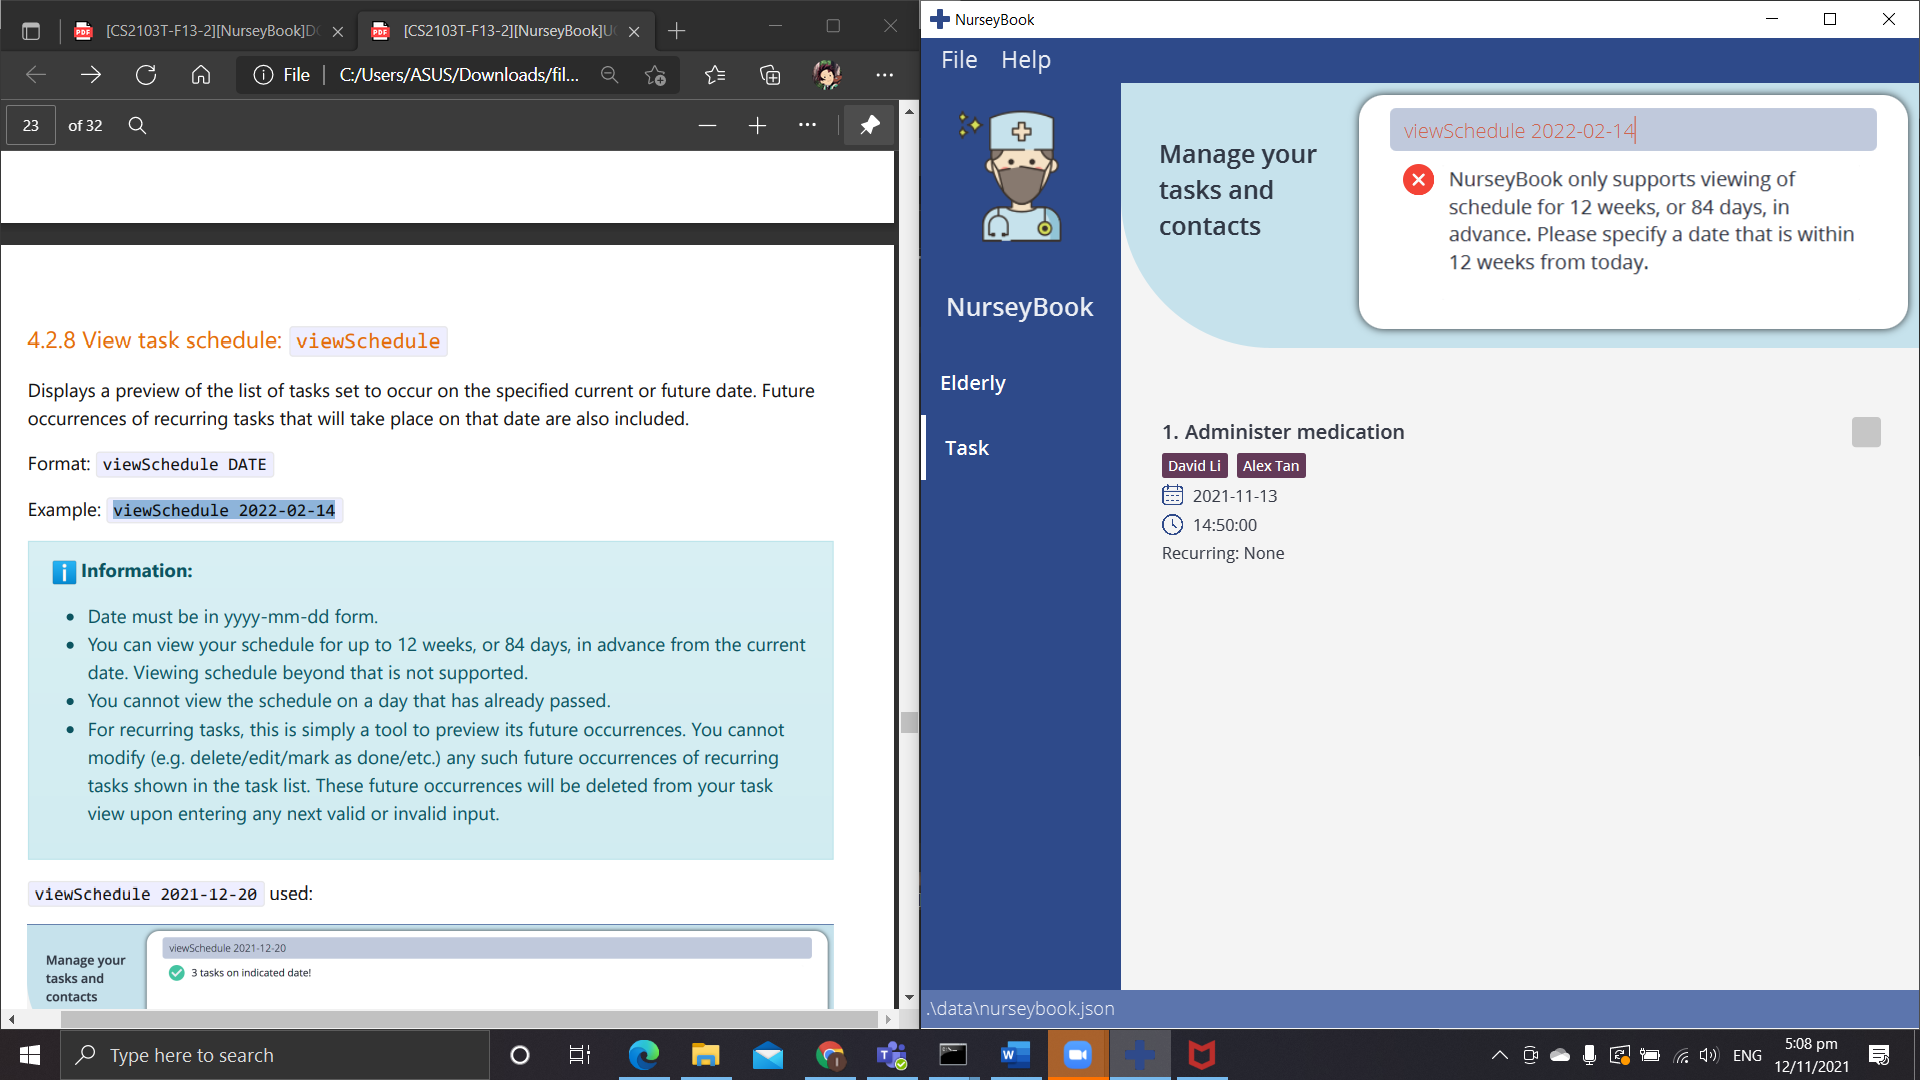 [CS2103T-F13-2][NurseyBook]D
[CS2103T-F13-2][NurseyBook]U
File
C:/Users/ASUS/Downloads/fil...
23
of 32
4.2.8 View task schedule: viewSchedule
Displays a preview of the list of tasks set to occur on the specified current or future date. Future
occurrences of recurring tasks that will take place on that date are also included.
Format: viewSchedule DATE
Example: viewSchedule 2022-02-14
Information:
Date must be in yyyy-mm-dd form.
You can view your schedule for up to 12 weeks, or 84 days, in advance from the current
date. Viewing schedule beyond that is not supported.
You cannot view the schedule on a day that has already passed.
For recurring tasks, this is simply a tool to preview its future occurrences. You cannot
modify (e.g. delete/edit/mark as done/etc.) any such future occurrences of recurring
tasks shown in the task list. These future occurrences will be deleted from your task
view upon entering any next valid or invalid input.
viewSchedule 2021-12-20 used:
Manage your
tasks and
contacts
viewSchedule 2021-12-20
3 tasks on indicated date!
NurseyBook
File Help
NurseyBook
Elderly
Task
Manage your
tasks and
contacts
viewSchedule 2022-02-14
NurseyBook only supports viewing of
schedule for 12 weeks, or 84 days, in
advance. Please specify a date that is within
12 weeks from today.
1. Administer medication
David Li Alex Tan
2021-11-13
14:50:00
Recurring: None
.\data\nurseybook.json
Type here to search
ENG
5:08 pm
12/11/2021